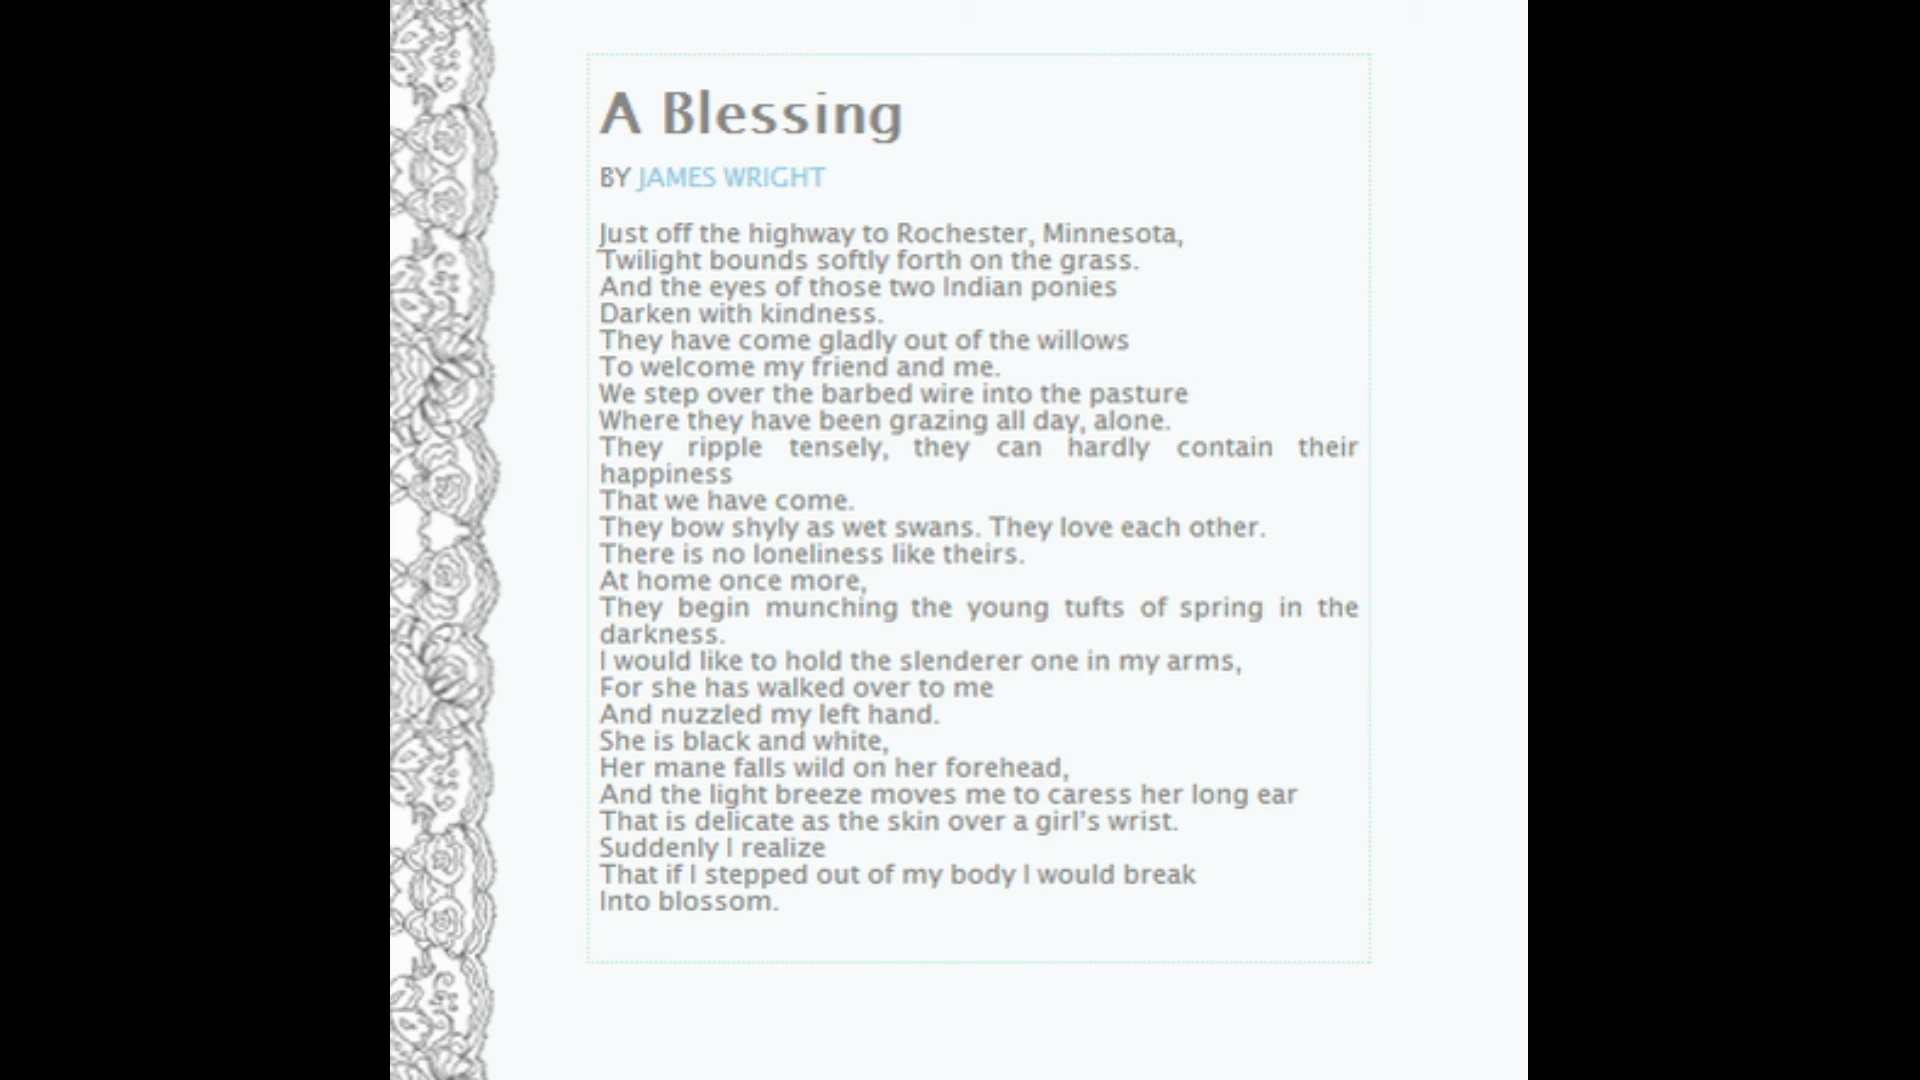 A Blessing
BY JAMES WRIGHT
Just off the highway to Rochester, Minnesota,
Twilight bounds softly forth on the grass.
And the eyes of those two Indian ponies
Darken with kindness.
They have come gladly out of the willows
To welcome my friend and me.
We step over the barbed wire into the pasture
Where they have been grazing all day, alone.
They ripple tensely, they can hardly contain their
happiness
That we have come.
They bow shyly as wet swans. They love each other.
There is no loneliness like theirs.
At home once more,
They begin munching the young tufts of spring in the
darkness.
I would like to hold the slenderer one in my arms,
For she has walked over to me
And nuzzled my left hand.
She is black and white,
Her mane falls wild on her forehead,
And the light breeze moves me to caress her long ear
That is delicate as the skin over a girl’s wrist.
Suddenly I realize
That if I stepped out of my body I would break
Into blossom.